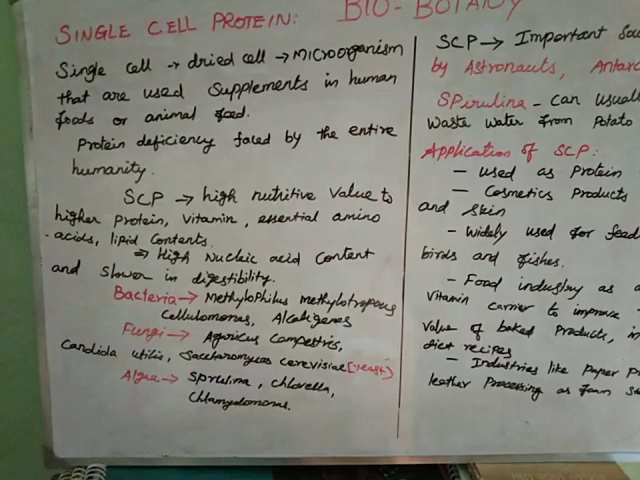 BIO-BOTANY
SINGLE CELL PROTEIN:
Single cell → dried cell → Microorganism
that are used Supplements in human
foods or animal feed.
Protein deficiency faced by the entire
humanity.
SCP → high nutritive value to
higher Protein, Vitamin, essential amino
acids, lipid contents.
⇒ High Nucleic acid Content
and slower in digestibility.
Bacteria → Methylophilus methylotropous
Cellulomonas, Alcaligenes
Fungi → Agaricus Campestris,
Candida utilis, Saccharomyces cerevisiae (yeast)
Algae → Spirulina, chlorella,
Chlamydomonas.
SCP → Important
by Astronauts,
SPirulina - Can usuall
Waste Water from Potato
Application of SCP:
- used as Protein
- Cosmetics Products
and skin
- Widely used for feed
birds and fishes.
- Food industry as a
vitamin carrier to improve
value of baked Products, in
diet recipes
- Industries like Paper
leather Processing as foam